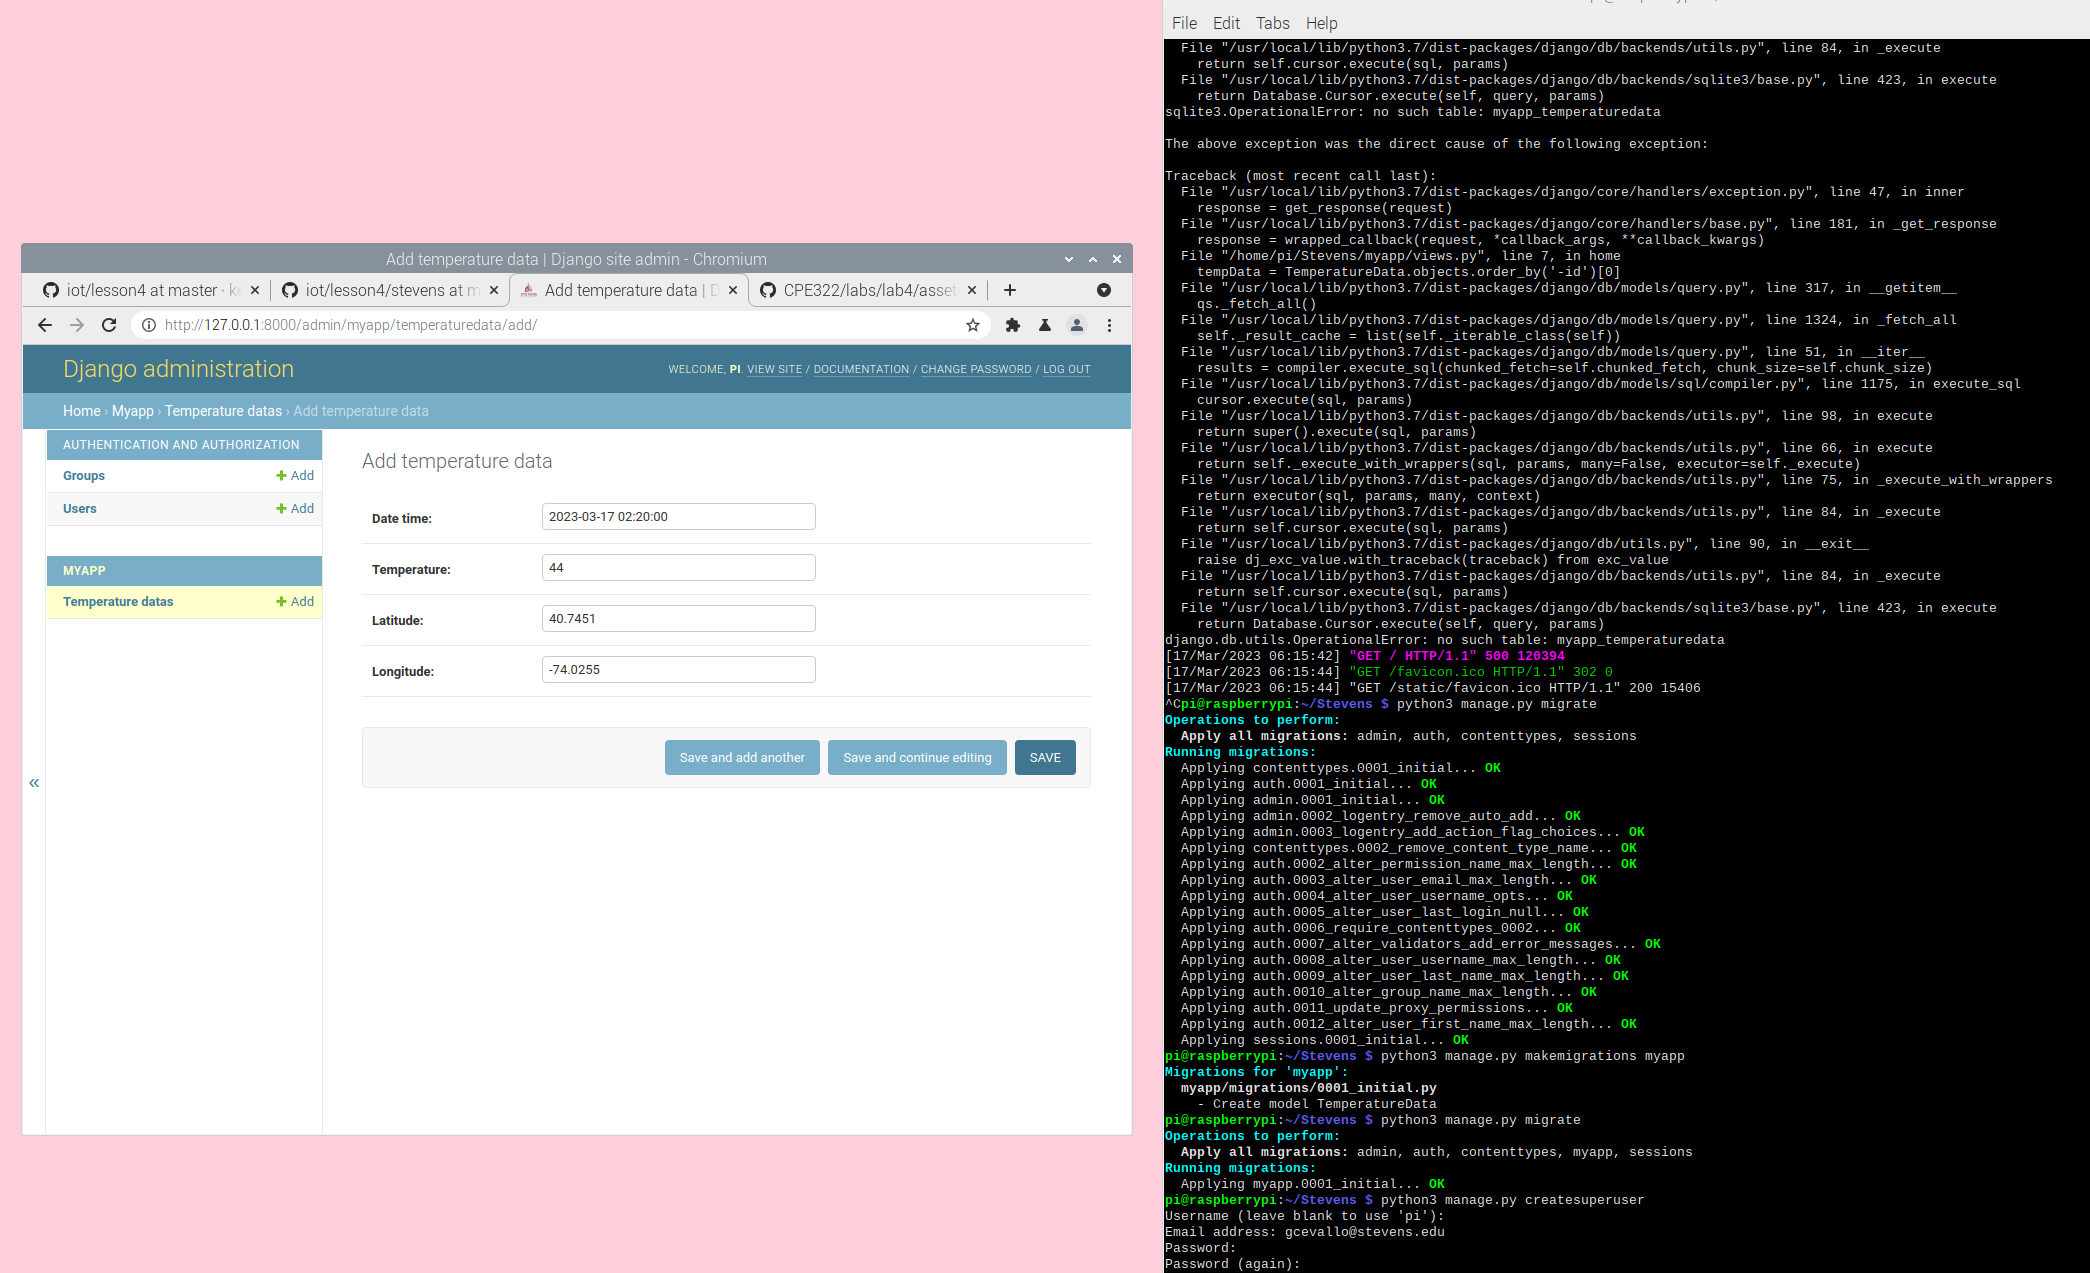 Add temperature data | Django site admin - Chromium
iot/lesson4 at master · ke
iot/lesson4/stevens at m
Add temperature data | D
CPE322/labs/lab4/asset
http://127.0.0.1:8000/admin/myapp/temperaturedata/add/
Django administration
WELCOME, PI. VIEW SITE / DOCUMENTATION / CHANGE PASSWORD / LOG OUT
Home › Myapp › Temperature datas › Add temperature data
AUTHENTICATION AND AUTHORIZATION
Groups + Add
Users + Add
MYAPP
Temperature datas + Add
«
Add temperature data
Date time: 2023-03-17 02:20:00
Temperature: 44
Latitude: 40.7451
Longitude: -74.0255
Save and add another
Save and continue editing
SAVE
File Edit Tabs Help
File "/usr/local/lib/python3.7/dist-packages/django/db/backends/utils.py", line 84, in _execute
return self.cursor.execute(sql, params)
File "/usr/local/lib/python3.7/dist-packages/django/db/backends/sqlite3/base.py", line 423, in execute
return Database.Cursor.execute(self, query, params)
sqlite3.OperationalError: no such table: myapp_temperaturedata
The above exception was the direct cause of the following exception:
Traceback (most recent call last):
File "/usr/local/lib/python3.7/dist-packages/django/core/handlers/exception.py", line 47, in inner
response = get_response(request)
File "/usr/local/lib/python3.7/dist-packages/django/core/handlers/base.py", line 181, in _get_response
response = wrapped_callback(request, *callback_args, **callback_kwargs)
File "/home/pi/Stevens/myapp/views.py", line 7, in home
tempData = TemperatureData.objects.order_by('-id')[0]
File "/usr/local/lib/python3.7/dist-packages/django/db/models/query.py", line 317, in __getitem__
qs._fetch_all()
File "/usr/local/lib/python3.7/dist-packages/django/db/models/query.py", line 1324, in _fetch_all
self._result_cache = list(self._iterable_class(self))
File "/usr/local/lib/python3.7/dist-packages/django/db/models/query.py", line 51, in __iter__
results = compiler.execute_sql(chunked_fetch=self.chunked_fetch, chunk_size=self.chunk_size)
File "/usr/local/lib/python3.7/dist-packages/django/db/models/sql/compiler.py", line 1175, in execute_sql
cursor.execute(sql, params)
File "/usr/local/lib/python3.7/dist-packages/django/db/backends/utils.py", line 98, in execute
return super().execute(sql, params)
File "/usr/local/lib/python3.7/dist-packages/django/db/backends/utils.py", line 66, in execute
return self._execute_with_wrappers(sql, params, many=False, executor=self._execute)
File "/usr/local/lib/python3.7/dist-packages/django/db/backends/utils.py", line 75, in _execute_with_wrappers
return executor(sql, params, many, context)
File "/usr/local/lib/python3.7/dist-packages/django/db/backends/utils.py", line 84, in _execute
return self.cursor.execute(sql, params)
File "/usr/local/lib/python3.7/dist-packages/django/db/utils.py", line 90, in __exit__
raise dj_exc_value.with_traceback(traceback) from exc_value
File "/usr/local/lib/python3.7/dist-packages/django/db/backends/utils.py", line 84, in _execute
return self.cursor.execute(sql, params)
File "/usr/local/lib/python3.7/dist-packages/django/db/backends/sqlite3/base.py", line 423, in execute
return Database.Cursor.execute(self, query, params)
django.db.utils.OperationalError: no such table: myapp_temperaturedata
[17/Mar/2023 06:15:42] "GET / HTTP/1.1" 500 120394
[17/Mar/2023 06:15:44] "GET /favicon.ico HTTP/1.1" 302 0
[17/Mar/2023 06:15:44] "GET /static/favicon.ico HTTP/1.1" 200 15406
^Cpi@raspberrypi:~/Stevens $ python3 manage.py migrate
Operations to perform:
Apply all migrations: admin, auth, contenttypes, sessions
Running migrations:
Applying contenttypes.0001_initial... OK
Applying auth.0001_initial... OK
Applying admin.0001_initial... OK
Applying admin.0002_logentry_remove_auto_add... OK
Applying admin.0003_logentry_add_action_flag_choices... OK
Applying contenttypes.0002_remove_content_type_name... OK
Applying auth.0002_alter_permission_name_max_length... OK
Applying auth.0003_alter_user_email_max_length... OK
Applying auth.0004_alter_user_username_opts... OK
Applying auth.0005_alter_user_last_login_null... OK
Applying auth.0006_require_contenttypes_0002... OK
Applying auth.0007_alter_validators_add_error_messages... OK
Applying auth.0008_alter_user_username_max_length... OK
Applying auth.0009_alter_user_last_name_max_length... OK
Applying auth.0010_alter_group_name_max_length... OK
Applying auth.0011_update_proxy_permissions... OK
Applying auth.0012_alter_user_first_name_max_length... OK
Applying sessions.0001_initial... OK
pi@raspberrypi:~/Stevens $ python3 manage.py makemigrations myapp
Migrations for 'myapp':
myapp/migrations/0001_initial.py
- Create model TemperatureData
pi@raspberrypi:~/Stevens $ python3 manage.py migrate
Operations to perform:
Apply all migrations: admin, auth, contenttypes, myapp, sessions
Running migrations:
Applying myapp.0001_initial... OK
pi@raspberrypi:~/Stevens $ python3 manage.py createsuperuser
Username (leave blank to use 'pi'):
Email address: gcevallo@stevens.edu
Password:
Password (again):